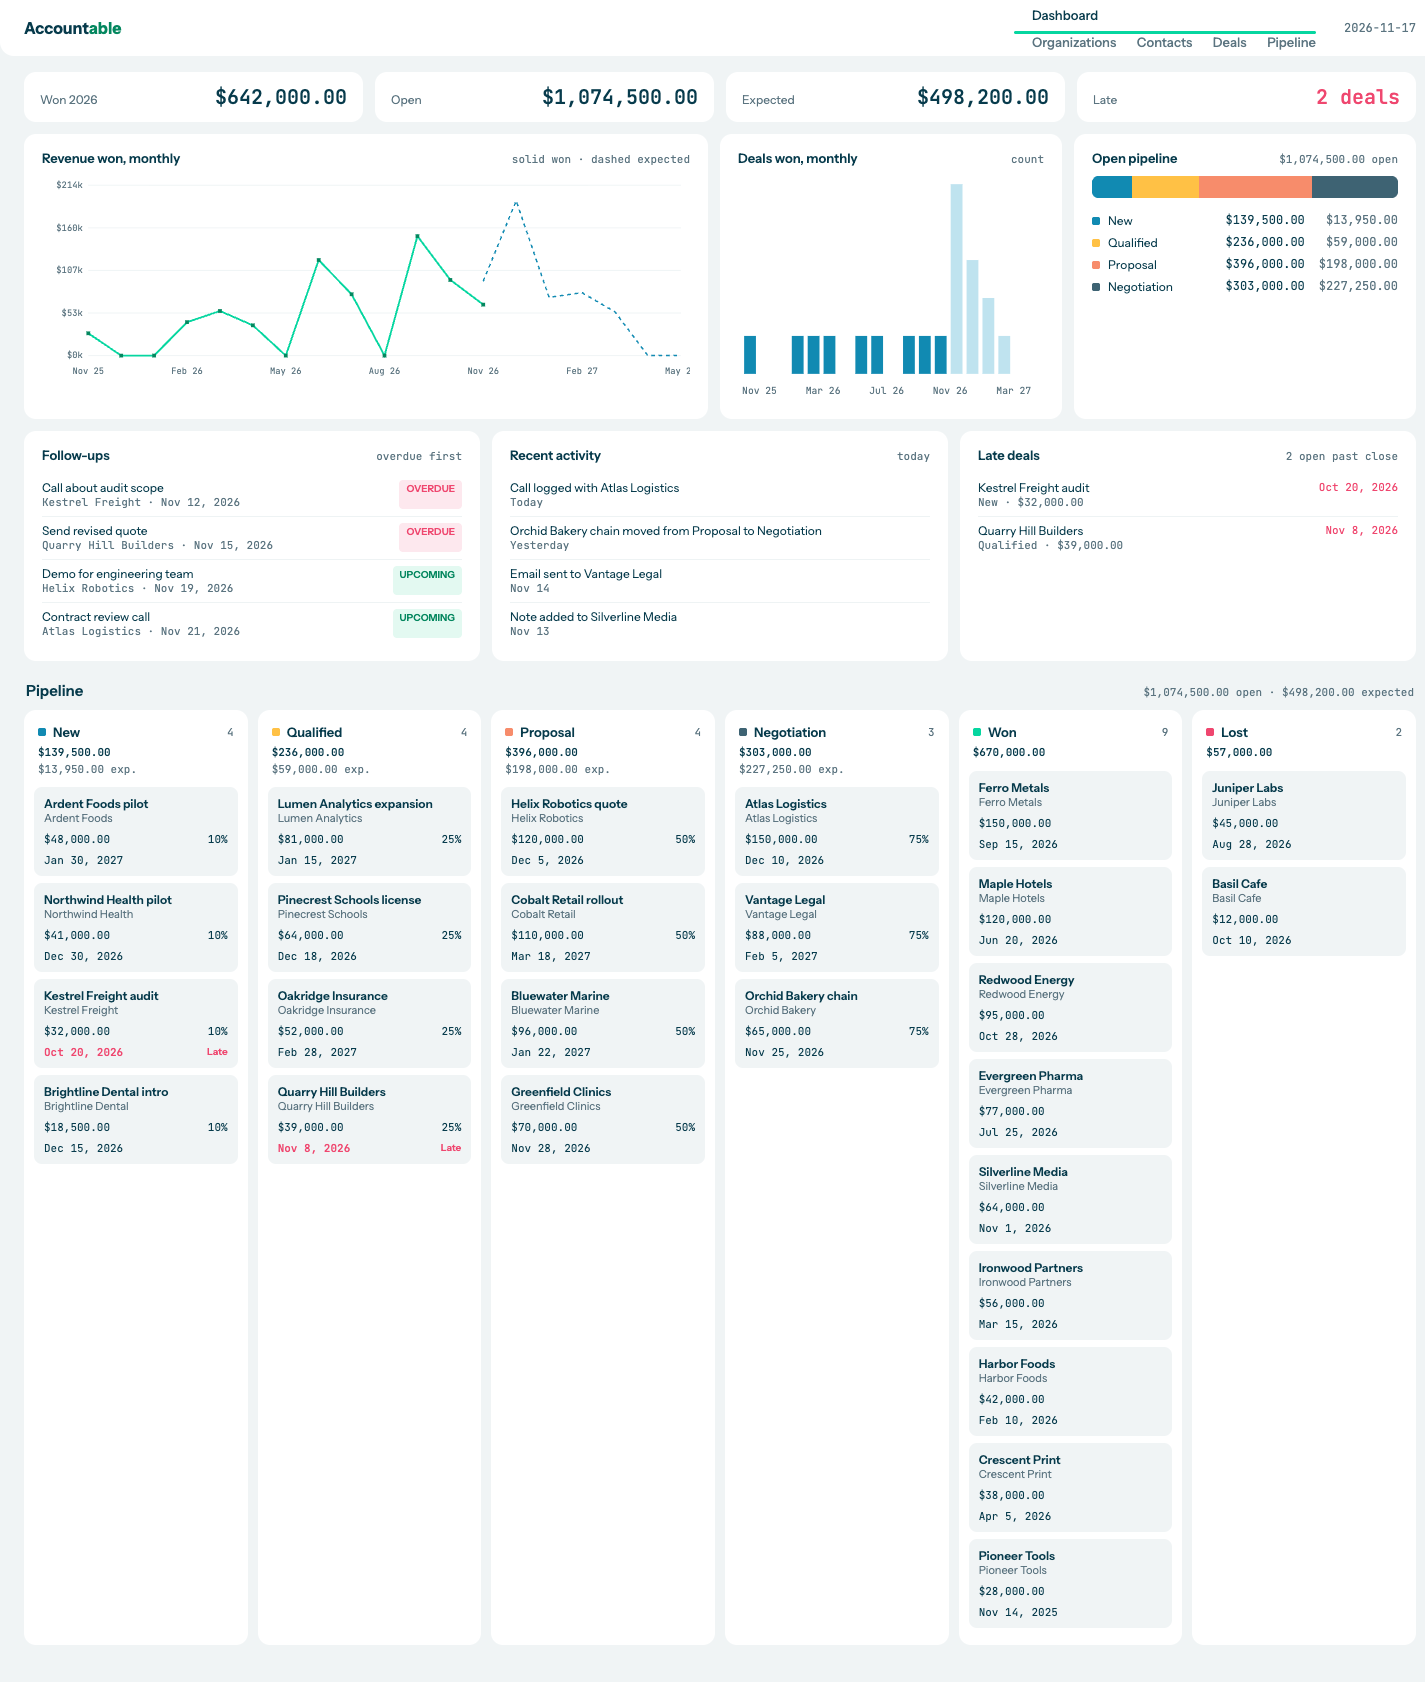 Accountable
Dashboard
Organizations Contacts Deals Pipeline
2026-11-17
Won 2026 $642,000.00
Open $1,074,500.00
Expected $498,200.00
Late 2 deals
Revenue won, monthly solid won · dashed expected
$214k
$160k
$107k
$53k
$0k
Nov 25 Feb 26 May 26 Aug 26 Nov 26 Feb 27 May 2
Deals won, monthly count
Nov 25 Mar 26 Jul 26 Nov 26 Mar 27
Open pipeline $1,074,500.00 open
New $139,500.00 $13,950.00
Qualified $236,000.00 $59,000.00
Proposal $396,000.00 $198,000.00
Negotiation $303,000.00 $227,250.00
Follow-ups overdue first
Call about audit scope OVERDUE
Kestrel Freight · Nov 12, 2026
Send revised quote OVERDUE
Quarry Hill Builders · Nov 15, 2026
Demo for engineering team UPCOMING
Helix Robotics · Nov 19, 2026
Contract review call UPCOMING
Atlas Logistics · Nov 21, 2026
Recent activity today
Call logged with Atlas Logistics
Today
Orchid Bakery chain moved from Proposal to Negotiation
Yesterday
Email sent to Vantage Legal
Nov 14
Note added to Silverline Media
Nov 13
Late deals 2 open past close
Kestrel Freight audit Oct 20, 2026
New · $32,000.00
Quarry Hill Builders Nov 8, 2026
Qualified · $39,000.00
Pipeline $1,074,500.00 open · $498,200.00 expected
New 4
$139,500.00
$13,950.00 exp.
Ardent Foods pilot
Ardent Foods
$48,000.00 10%
Jan 30, 2027
Northwind Health pilot
Northwind Health
$41,000.00 10%
Dec 30, 2026
Kestrel Freight audit
Kestrel Freight
$32,000.00 10%
Oct 20, 2026 Late
Brightline Dental intro
Brightline Dental
$18,500.00 10%
Dec 15, 2026
Qualified 4
$236,000.00
$59,000.00 exp.
Lumen Analytics expansion
Lumen Analytics
$81,000.00 25%
Jan 15, 2027
Pinecrest Schools license
Pinecrest Schools
$64,000.00 25%
Dec 18, 2026
Oakridge Insurance
Oakridge Insurance
$52,000.00 25%
Feb 28, 2027
Quarry Hill Builders
Quarry Hill Builders
$39,000.00 25%
Nov 8, 2026 Late
Proposal 4
$396,000.00
$198,000.00 exp.
Helix Robotics quote
Helix Robotics
$120,000.00 50%
Dec 5, 2026
Cobalt Retail rollout
Cobalt Retail
$110,000.00 50%
Mar 18, 2027
Bluewater Marine
Bluewater Marine
$96,000.00 50%
Jan 22, 2027
Greenfield Clinics
Greenfield Clinics
$70,000.00 50%
Nov 28, 2026
Negotiation 3
$303,000.00
$227,250.00 exp.
Atlas Logistics
Atlas Logistics
$150,000.00 75%
Dec 10, 2026
Vantage Legal
Vantage Legal
$88,000.00 75%
Feb 5, 2027
Orchid Bakery chain
Orchid Bakery
$65,000.00 75%
Nov 25, 2026
Won 9
$670,000.00
Ferro Metals
Ferro Metals
$150,000.00
Sep 15, 2026
Maple Hotels
Maple Hotels
$120,000.00
Jun 20, 2026
Redwood Energy
Redwood Energy
$95,000.00
Oct 28, 2026
Evergreen Pharma
Evergreen Pharma
$77,000.00
Jul 25, 2026
Silverline Media
Silverline Media
$64,000.00
Nov 1, 2026
Ironwood Partners
Ironwood Partners
$56,000.00
Mar 15, 2026
Harbor Foods
Harbor Foods
$42,000.00
Feb 10, 2026
Crescent Print
Crescent Print
$38,000.00
Apr 5, 2026
Pioneer Tools
Pioneer Tools
$28,000.00
Nov 14, 2025
Lost 2
$57,000.00
Juniper Labs
Juniper Labs
$45,000.00
Aug 28, 2026
Basil Cafe
Basil Cafe
$12,000.00
Oct 10, 2026